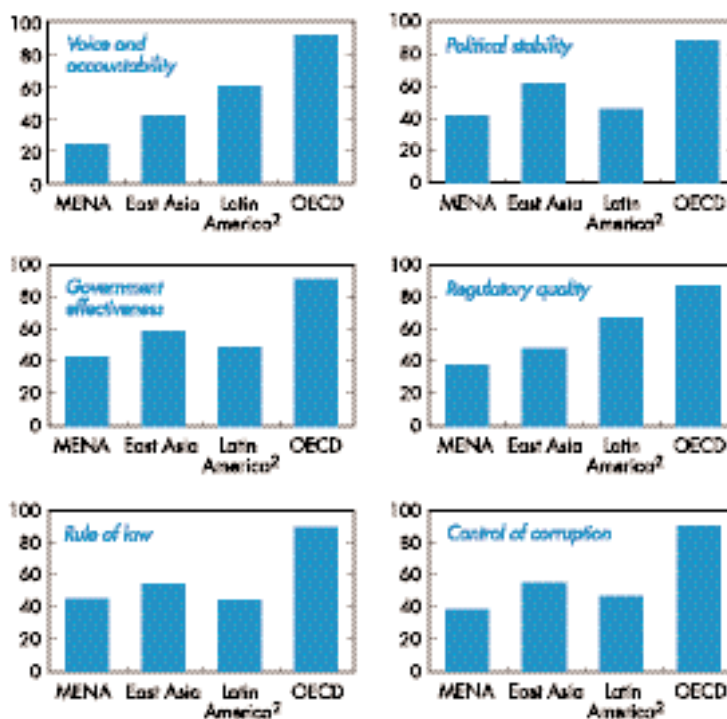 100
80
60
40
20
0
Voice and
accountability
MENA East Asia Latin America² OECD
100
80
60
40
20
0
Political stability
MENA East Asia Latin America² OECD
100
80
60
40
20
0
Government
effectiveness
MENA East Asia Latin America² OECD
100
80
60
40
20
0
Regulatory quality
MENA East Asia Latin America² OECD
100
80
60
40
20
0
Rule of law
MENA East Asia Latin America² OECD
100
80
60
40
20
0
Control of corruption
MENA East Asia Latin America² OECD